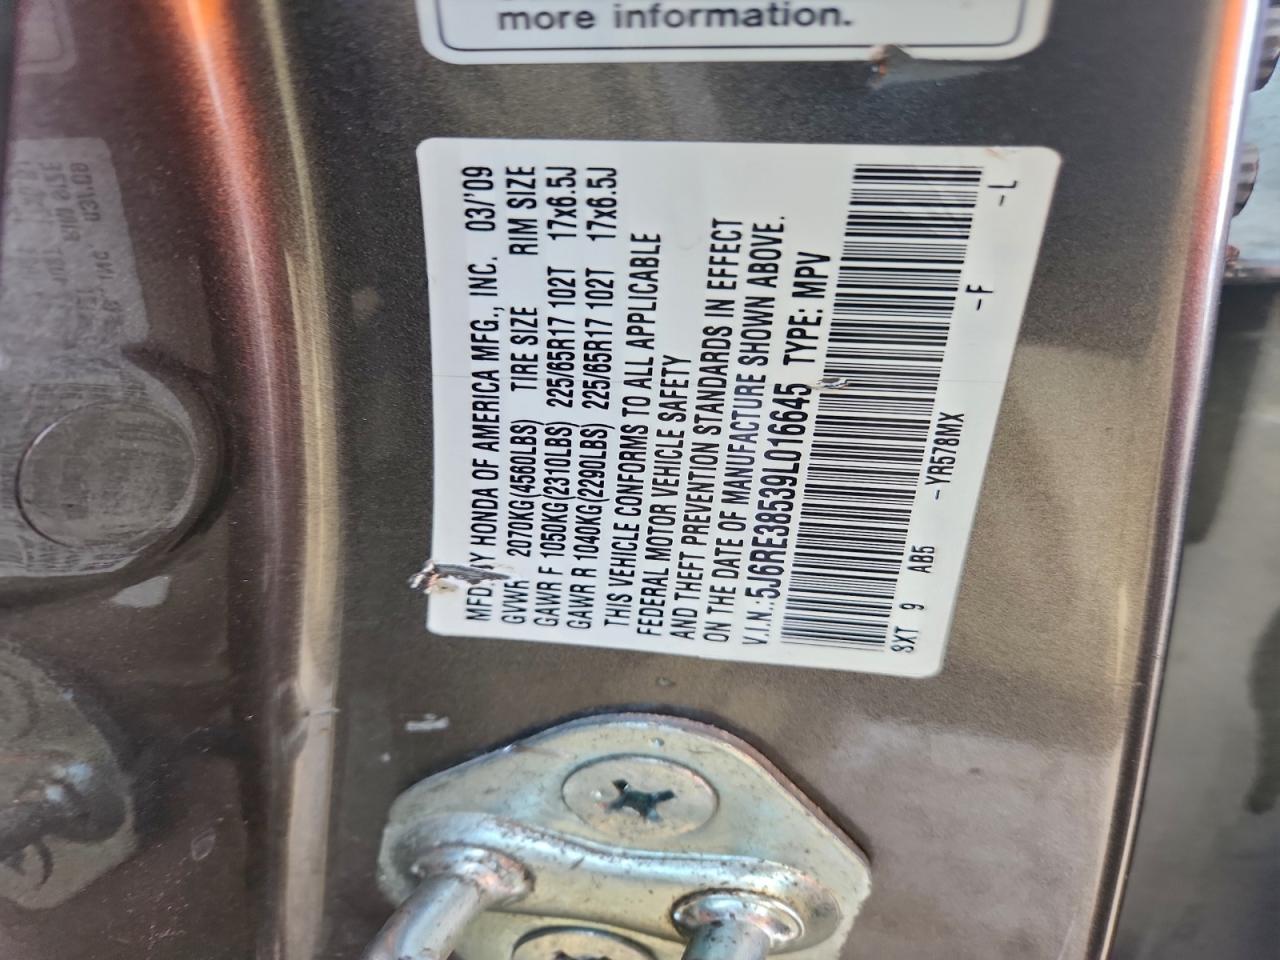 more information.
MFD. BY HONDA OF AMERICA MFG., INC. 03/'09
GVWR 2070KG(4560LBS) TIRE SIZE RIM SIZE
GAWR F 1050KG(2310LBS) 225/65R17 102T 17x6.5J
GAWR R 1040KG(2290LBS) 225/65R17 102T 17x6.5J
THIS VEHICLE CONFORMS TO ALL APPLICABLE
FEDERAL MOTOR VEHICLE SAFETY
AND THEFT PREVENTION STANDARDS IN EFFECT
ON THE DATE OF MANUFACTURE SHOWN ABOVE.
V.I.N.:5J6RE38539L016645 TYPE: MPV
SXT 9 AB5 -YR578MX -F -L